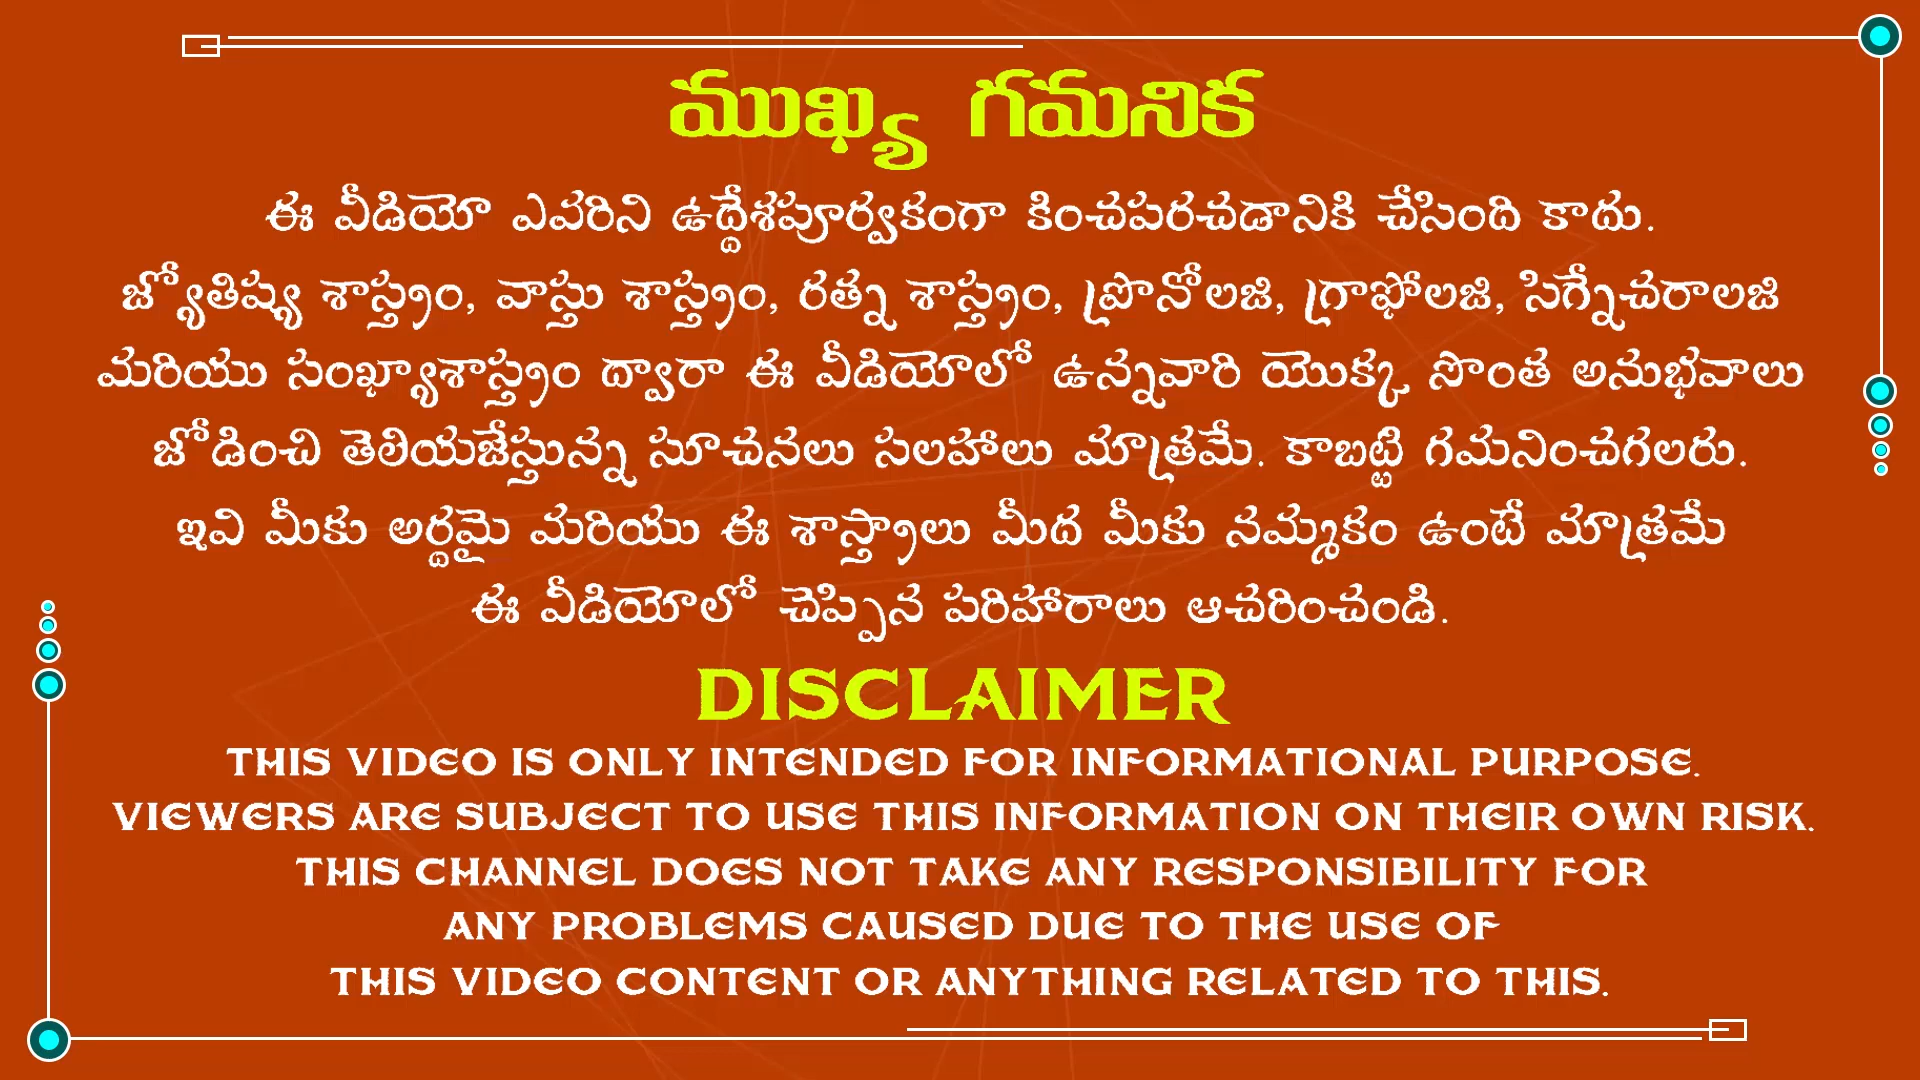 ముఖ్య గమనిక
ఈ వీడియో ఎవరిని ఉద్దేశపూర్వకంగా కించపరచడానికి చేసింది కాదు.
జ్యోతిష్య శాస్త్రం, వాస్తు శాస్త్రం, రత్న శాస్త్రం, ప్రొనోలజి, గ్రాఫోలజి, సిగ్నేచరాలజి
మరియు సంఖ్యాశాస్త్రం ద్వారా ఈ వీడియోలో ఉన్నవారి యొక్క సొంత అనుభవాలు
జోడించి తెలియజేస్తున్న సూచనలు సలహాలు మాత్రమే. కాబట్టి గమనించగలరు.
ఇవి మీకు అర్ధమై మరియు ఈ శాస్త్రాలు మీద మీకు నమ్మకం ఉంటే మాత్రమే
ఈ వీడియోలో చెప్పిన పరిహారాలు ఆచరించండి.
DISCLAIMER
THIS VIDEO IS ONLY INTENDED FOR INFORMATIONAL PURPOSE.
VIEWERS ARE SUBJECT TO USE THIS INFORMATION ON THEIR OWN RISK.
THIS CHANNEL DOES NOT TAKE ANY RESPONSIBILITY FOR
ANY PROBLEMS CAUSED DUE TO THE USE OF
THIS VIDEO CONTENT OR ANYTHING RELATED TO THIS.